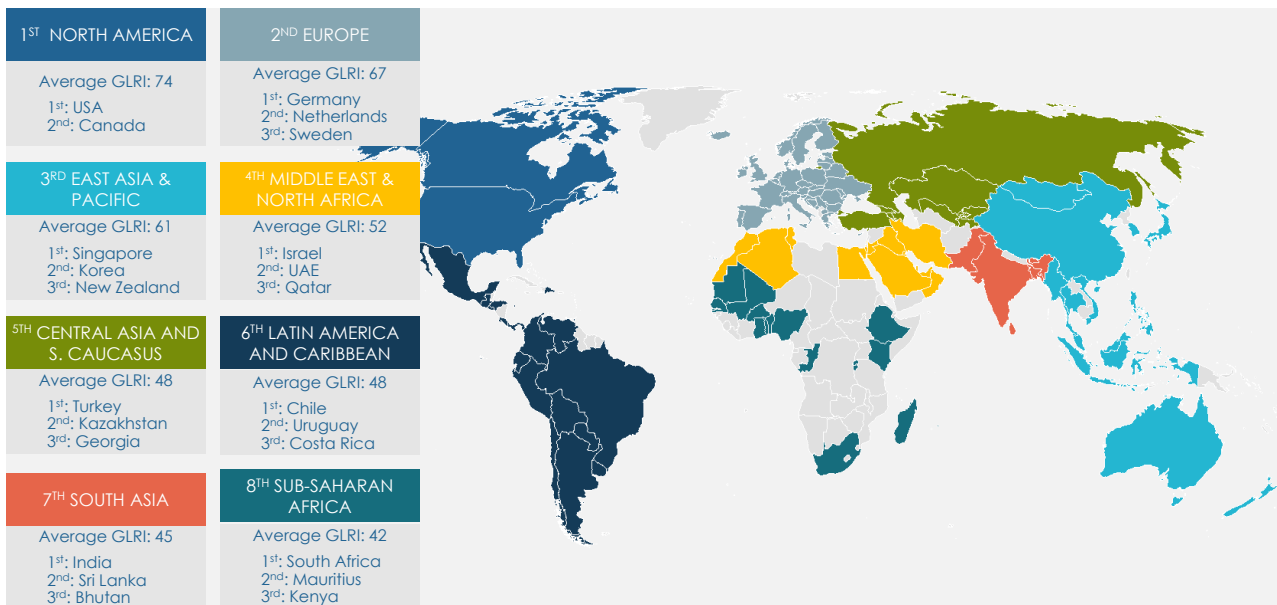 1ST NORTH AMERICA
Average GLRI: 74
1st: USA
2nd: Canada
2ND EUROPE
Average GLRI: 67
1st: Germany
2nd: Netherlands
3rd: Sweden
3RD EAST ASIA &
PACIFIC
Average GLRI: 61
1st: Singapore
2nd: Korea
3rd: New Zealand
4TH MIDDLE EAST &
NORTH AFRICA
Average GLRI: 52
1st: Israel
2nd: UAE
3rd: Qatar
5TH CENTRAL ASIA AND
S. CAUCASUS
Average GLRI: 48
1st: Turkey
2nd: Kazakhstan
3rd: Georgia
6TH LATIN AMERICA
AND CARIBBEAN
Average GLRI: 48
1st: Chile
2nd: Uruguay
3rd: Costa Rica
7TH SOUTH ASIA
Average GLRI: 45
1st: India
2nd: Sri Lanka
3rd: Bhutan
8TH SUB-SAHARAN
AFRICA
Average GLRI: 42
1st: South Africa
2nd: Mauritius
3rd: Kenya